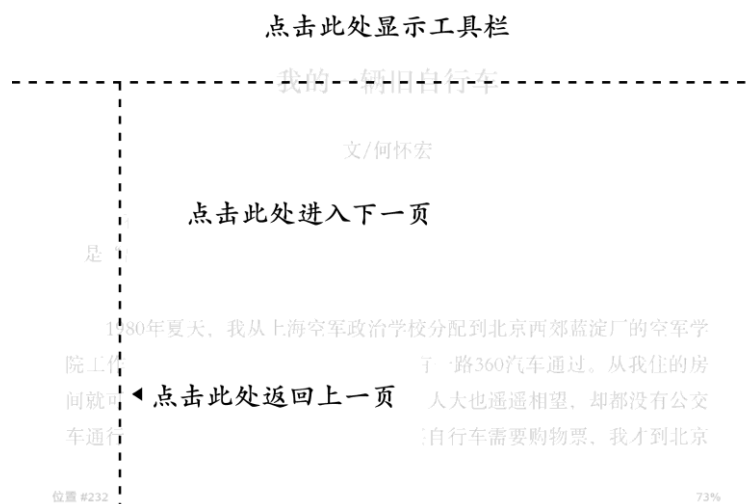 点击此处显示工具栏
我的一辆旧自行车
文/何怀宏
点击此处进入下一页
是
1980年夏天，我从上海空军政治学校分配到北京西郊蓝淀厂的空军学
院工作 一路360汽车通过。从我住的房
间就可 人大也遥遥相望，却都没有公交
点击此处返回上一页
车通行 自行车需要购物票，我才到北京
位置 #232 73%